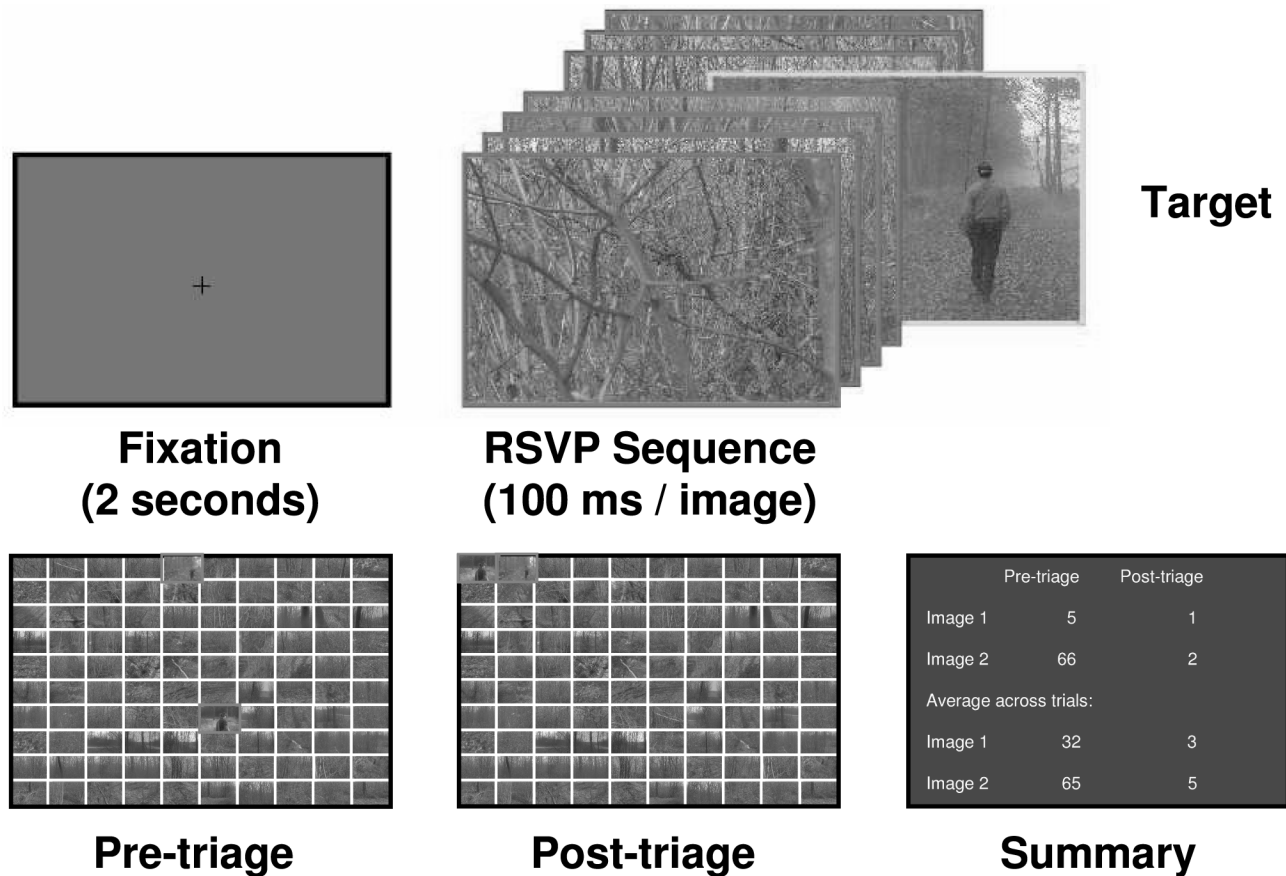 Target
Fixation
(2 seconds)
RSVP Sequence
(100 ms / image)
Pre-triage Post-triage
Image 1 5 1
Image 2 66 2
Average across trials:
Image 1 32 3
Image 2 65 5
Pre-triage
Post-triage
Summary